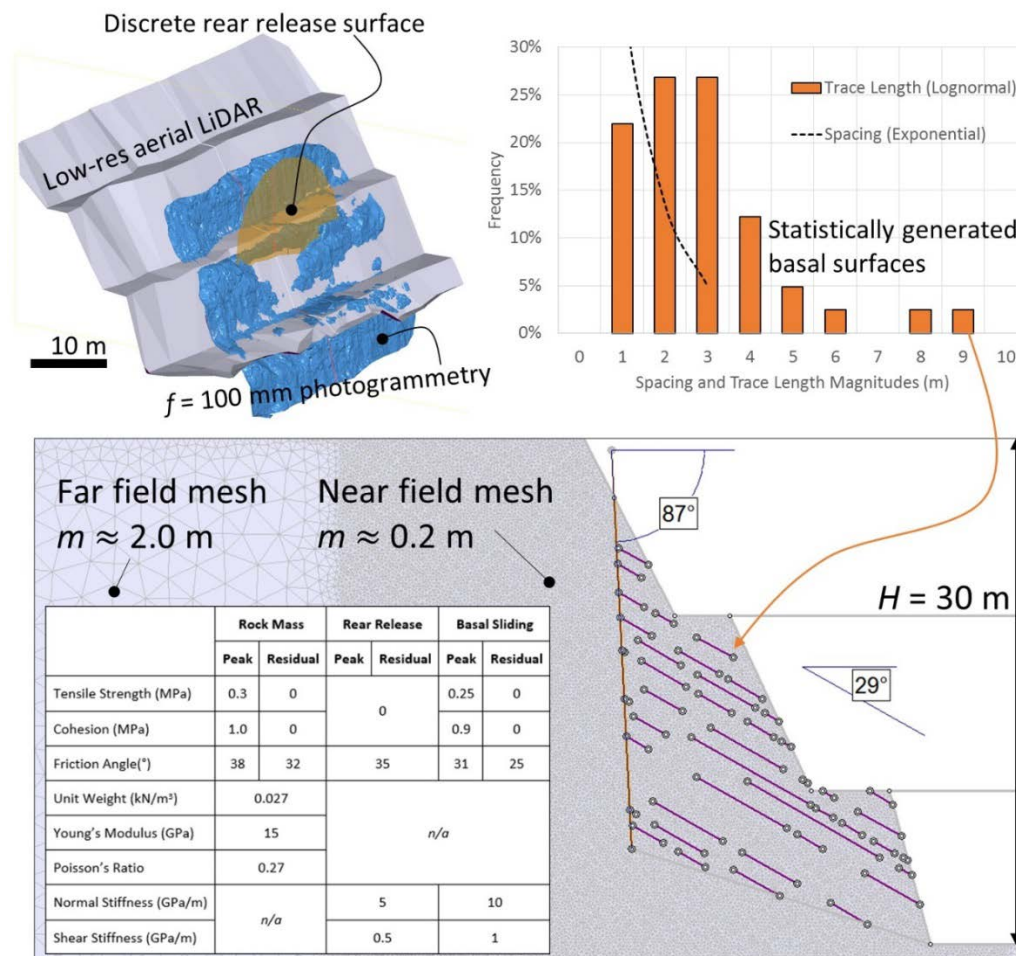 Discrete rear release surface
Low-res aerial LiDAR
10 m
f = 100 mm photogrammetry
30%
25%
20%
15%
10%
5%
0%
Frequency
Trace Length (Lognormal)
Spacing (Exponential)
Statistically generated
basal surfaces
0 1 2 3 4 5 6 7 8 9 10
Spacing and Trace Length Magnitudes (m)
Far field mesh
m ≈ 2.0 m
Near field mesh
m ≈ 0.2 m
87°
H = 30 m
29°
Rock Mass Rear Release Basal Sliding
Peak Residual Peak Residual Peak Residual
Tensile Strength (MPa) 0.3 0 0 0.25 0
Cohesion (MPa) 1.0 0 0.9 0
Friction Angle(°) 38 32 35 31 25
Unit Weight (kN/m³) 0.027 n/a
Young's Modulus (GPa) 15
Poisson's Ratio 0.27
Normal Stiffness (GPa/m) n/a 5 10
Shear Stiffness (GPa/m) 0.5 1